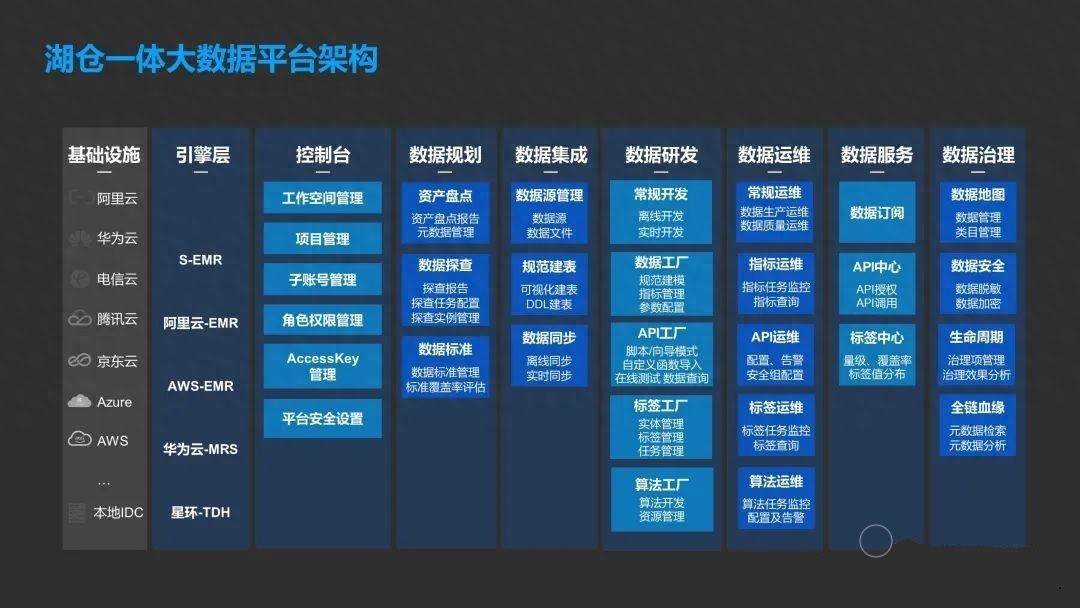 湖仓一体大数据平台架构
基础设施
阿里云
华为云
电信云
腾讯云
京东云
Azure
AWS
...
本地IDC
引擎层
S-EMR
阿里云-EMR
AWS-EMR
华为云-MRS
星环-TDH
控制台
工作空间管理
项目管理
子账号管理
角色权限管理
AccessKey
管理
平台安全设置
数据规划
资产盘点
资产盘点报告
元数据管理
数据探查
探查报告
探查任务配置
探查实例管理
数据标准
数据标准管理
标准覆盖率评估
数据集成
数据源管理
数据源
数据文件
规范建表
可视化建表
DDL建表
数据同步
离线同步
实时同步
数据研发
常规开发
离线开发
实时开发
数据工厂
规范建模
指标管理
参数配置
API工厂
脚本/向导模式
自定义函数导入
在线测试 数据查询
标签工厂
实体管理
标签管理
任务管理
算法工厂
算法开发
资源管理
数据运维
常规运维
数据生产运维
数据质量运维
指标运维
指标任务监控
指标查询
API运维
配置、告警
安全组配置
标签运维
标签任务监控
标签查询
算法运维
算法任务监控
配置及告警
数据服务
数据订阅
API中心
API授权
API调用
标签中心
量级、覆盖率
标签值分布
数据治理
数据地图
数据管理
类目管理
数据安全
数据脱敏
数据加密
生命周期
治理项管理
治理效果分析
全链血缘
元数据检索
元数据分析